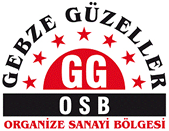 GEBZE GÜZELLER
GG
OSB
ORGANİZE SANAYİ BÖLGESİ